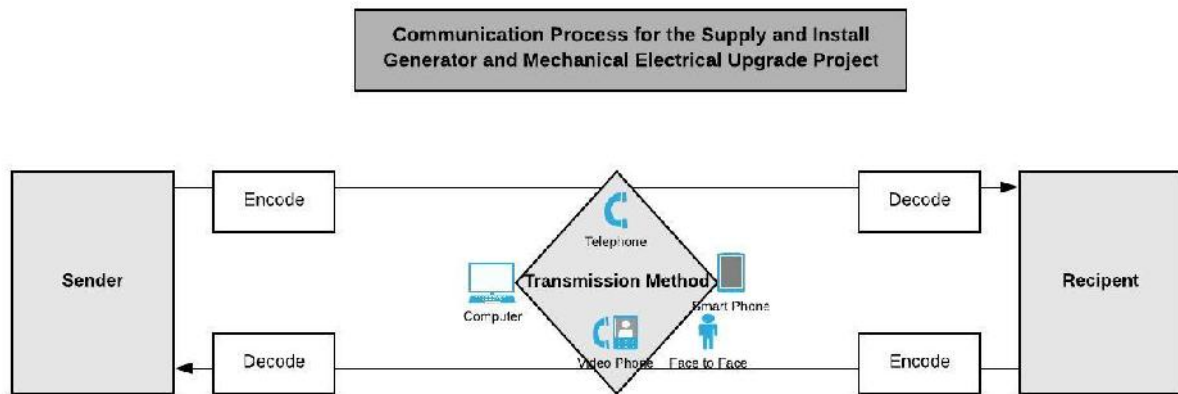 Communication Process for the Supply and Install
Generator and Mechanical Electrical Upgrade Project
Encode
Decode
Telephone
Sender
Transmission Method
Recipent
Computer
Smart Phone
Decode
Video Phone
Face to Face
Encode